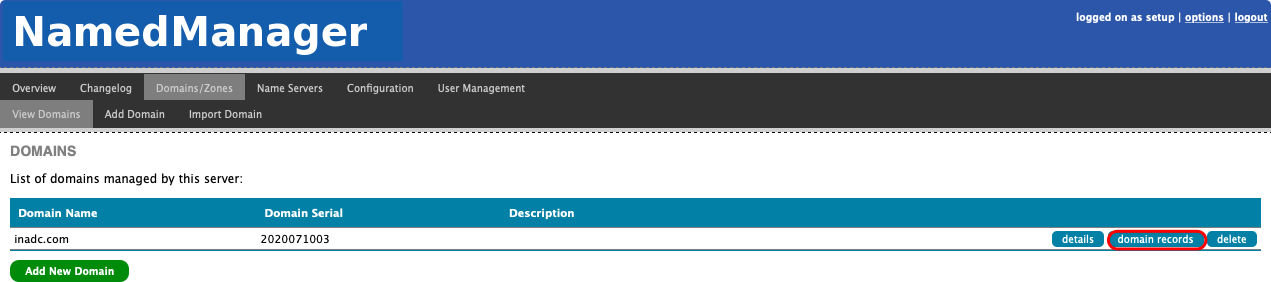 NamedManager
logged on as setup | options | logout
Overview Changelog Domains/Zones Name Servers Configuration User Management
View Domains Add Domain Import Domain
DOMAINS
List of domains managed by this server:
Domain Name Domain Serial Description
inadc.com 2020071003 details domain records delete
Add New Domain